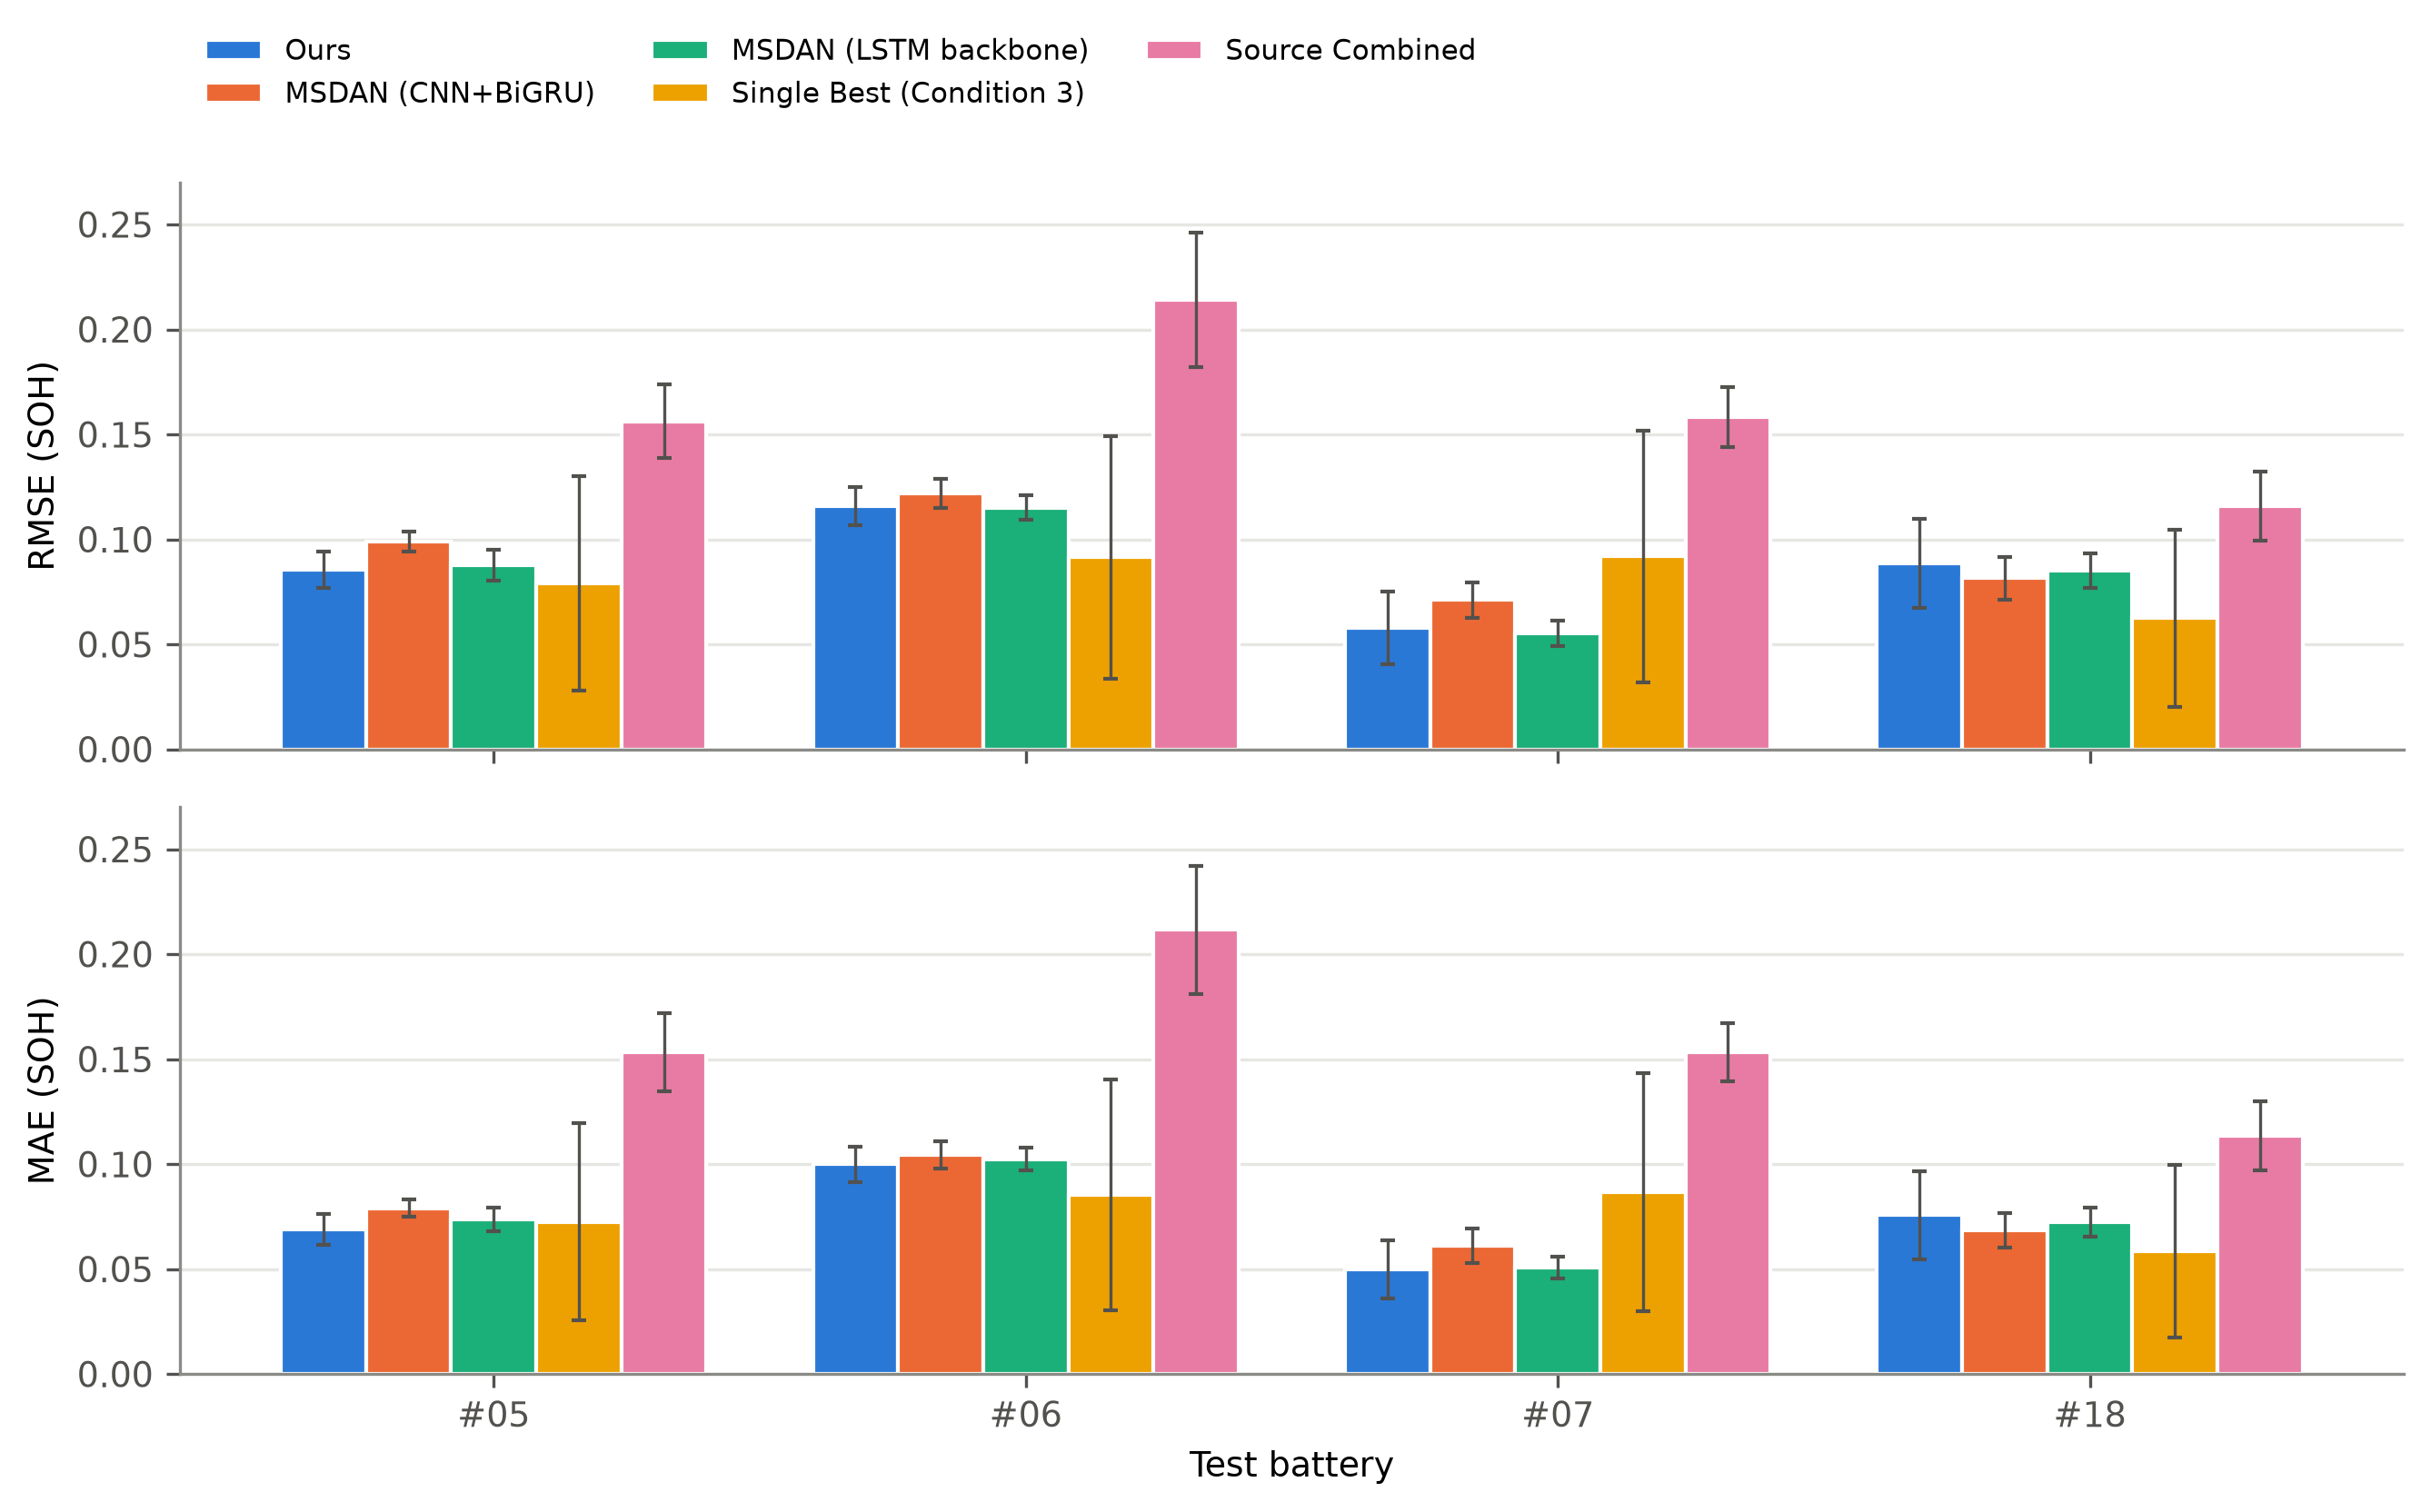 Ours
MSDAN (CNN+BiGRU)
MSDAN (LSTM backbone)
Single Best (Condition 3)
Source Combined
RMSE (SOH)
0.25
0.20
0.15
0.10
0.05
0.00
MAE (SOH)
0.25
0.20
0.15
0.10
0.05
0.00
#05 #06 #07 #18
Test battery